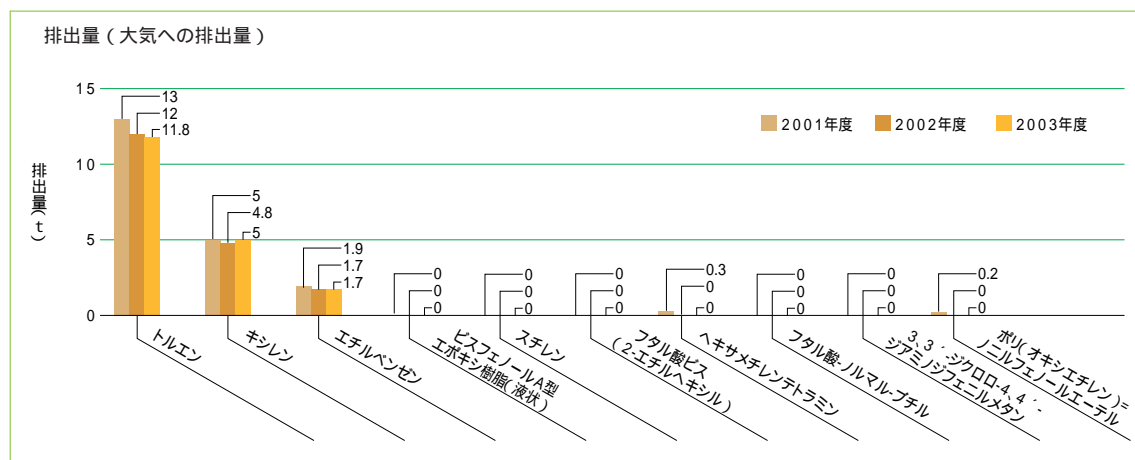 排出量(大気への排出量)
排出量(t)
15
10
5
0
2001年度
2002年度
2003年度
13
12
11.8
5
4.8
5
1.9
1.7
1.7
0
0
0
0
0
0
0
0
0
0.3
0
0
0
0
0
0
0
0
0.2
0
0
トルエン
キシレン
エチルベンゼン
ビスフェノールA型
エポキシ樹脂(液状)
スチレン
フタル酸ビス
(2-エチルヘキシル)
ヘキサメチレンテトラミン
フタル酸-ノルマル-ブチル
3、3´-ジクロロ-4、4´-
ジアミノジフェニルメタン
ポリ(オキシエチレン)=
ノニルフェノールエーテル